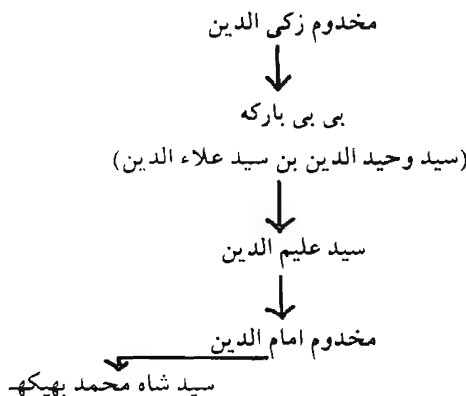 مخدوم زکی الدین
بی بی بارکه
(سید وحید الدین بن سید علاء الدین)
سید علیم الدین
مخدوم امام الدین
سید شاه محمد بهیکهـ